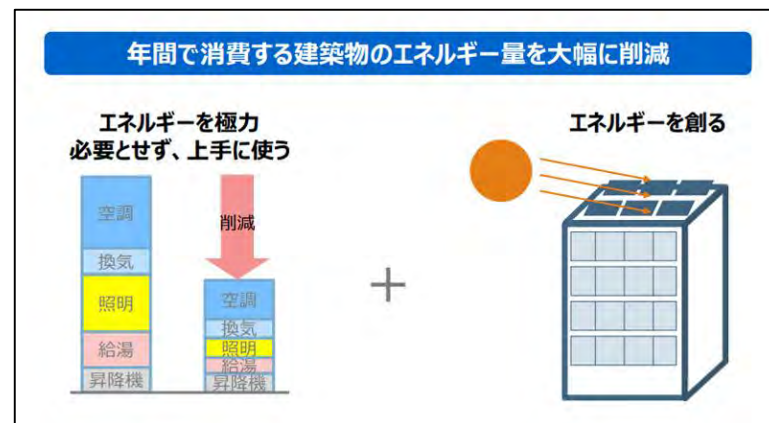 年間で消費する建築物のエネルギー量を大幅に削減
エネルギーを極力
必要とせず、上手に使う
空調
換気
照明
給湯
昇降機
削減
空調
換気
照明
給湯
昇降機
+
エネルギーを創る